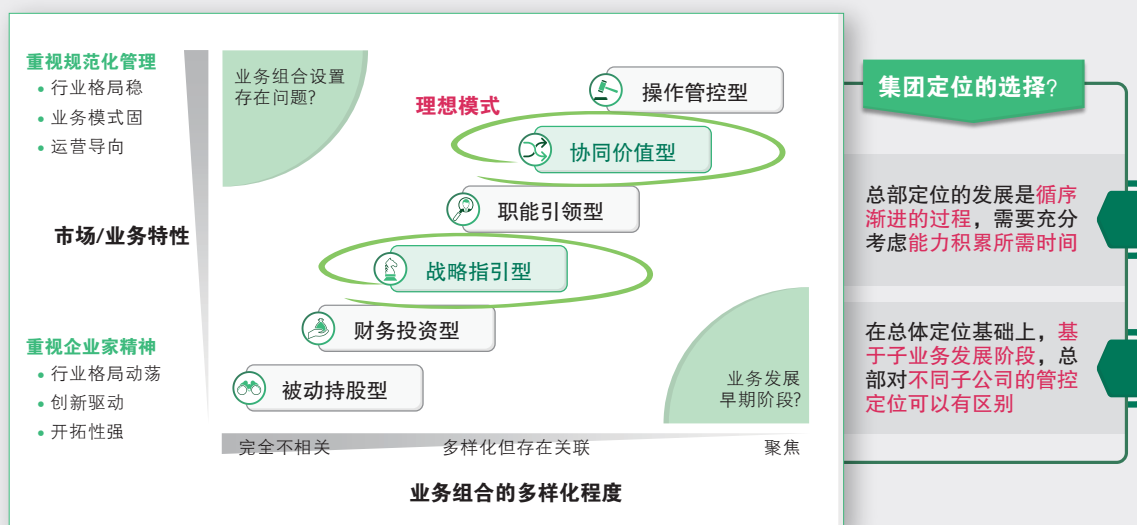 重视规范化管理
• 行业格局稳
• 业务模式固
• 运营导向
市场/业务特性
重视企业家精神
• 行业格局动荡
• 创新驱动
• 开拓性强
业务组合设置
存在问题?
理想模式
操作管控型
协同价值型
职能引领型
战略指引型
财务投资型
被动持股型
业务发展
早期阶段?
完全不相关
多样化但存在关联
聚焦
业务组合的多样化程度
集团定位的选择?
总部定位的发展是循序
渐进的过程，需要充分
考虑能力积累所需时间
在总体定位基础上，基
于子业务发展阶段，总
部对不同子公司的管控
定位可以有区别